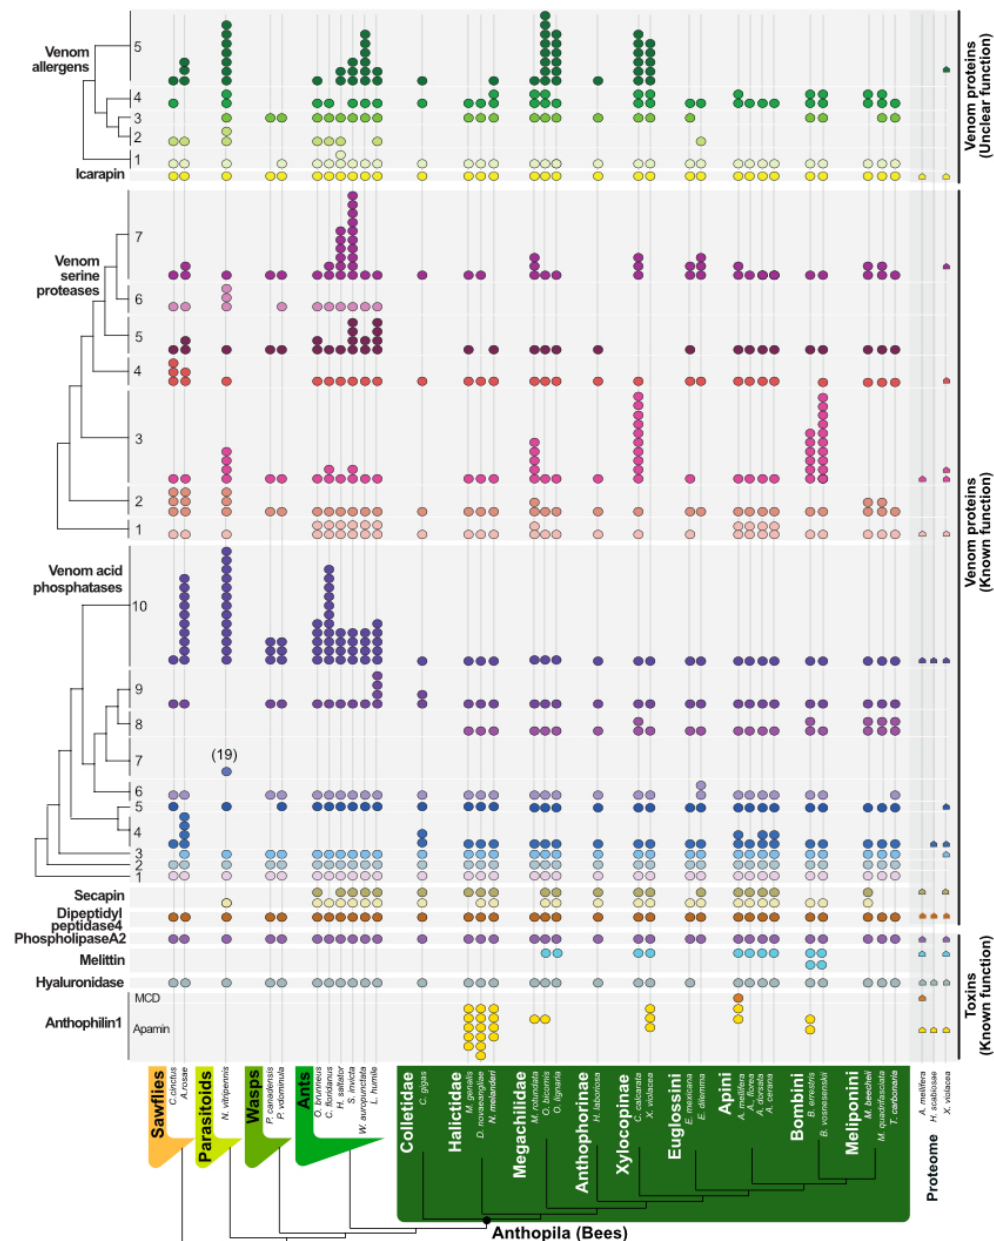 Venom
allergens
5
4
3
2
1
Icarapin
Venom proteins
(Unclear function)
Venom
serine
proteases
7
6
5
4
3
2
1
Venom acid
phosphatases
10
9
8
7
(19)
6
5
4
3
2
1
Secapin
Dipeptidyl
peptidase4
Venom proteins
(Known function)
PhospholipaseA2
Melittin
Hyaluronidase
MCD
Anthophilin1
Apamin
Toxins
(Known function)
Sawflies
C.cinctus
A.rosae
Parasitoids
N. vitripennis
Wasps
P. canadensis
P. vdominula
Ants
O. brunneus
C. floridanus
H. saltator
S. invicta
W. auropunctata
L. humile
Colletidae
C. gigas
Halictidae
M. genalis
D. novaeangliae
N. melanderi
Megachilidae
M. rotundata
O. bicornis
O. lignaria
Anthophorinae
H. laboriosa
Xylocopinae
C. calcarata
X. violacea
Euglossini
E. mexicana
E. dilemma
Apini
A. mellifera
A. florea
A. dorsata
A. cerana
Bombini
B. terrestris
B. vosnesenskii
Meliponini
M. beecheii
M. quadrifasciata
T. carbonaria
A. mellifera
H. scabiosae
X. violacea
Proteome
Anthopila (Bees)